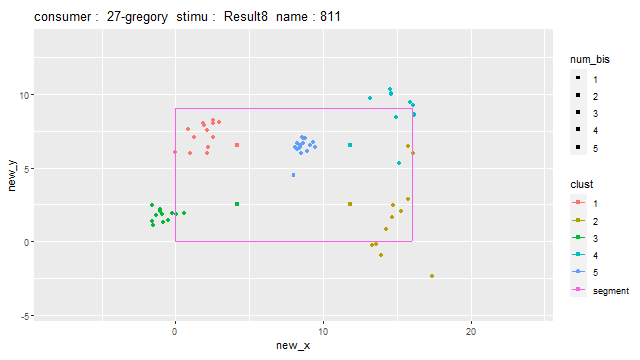 consumer :  27-gregory  stimu :  Result8  name : 811
new_y
10
5
0
-5
0
10
20
new_x
num_bis
1
2
3
4
5
clust
1
2
3
4
5
segment